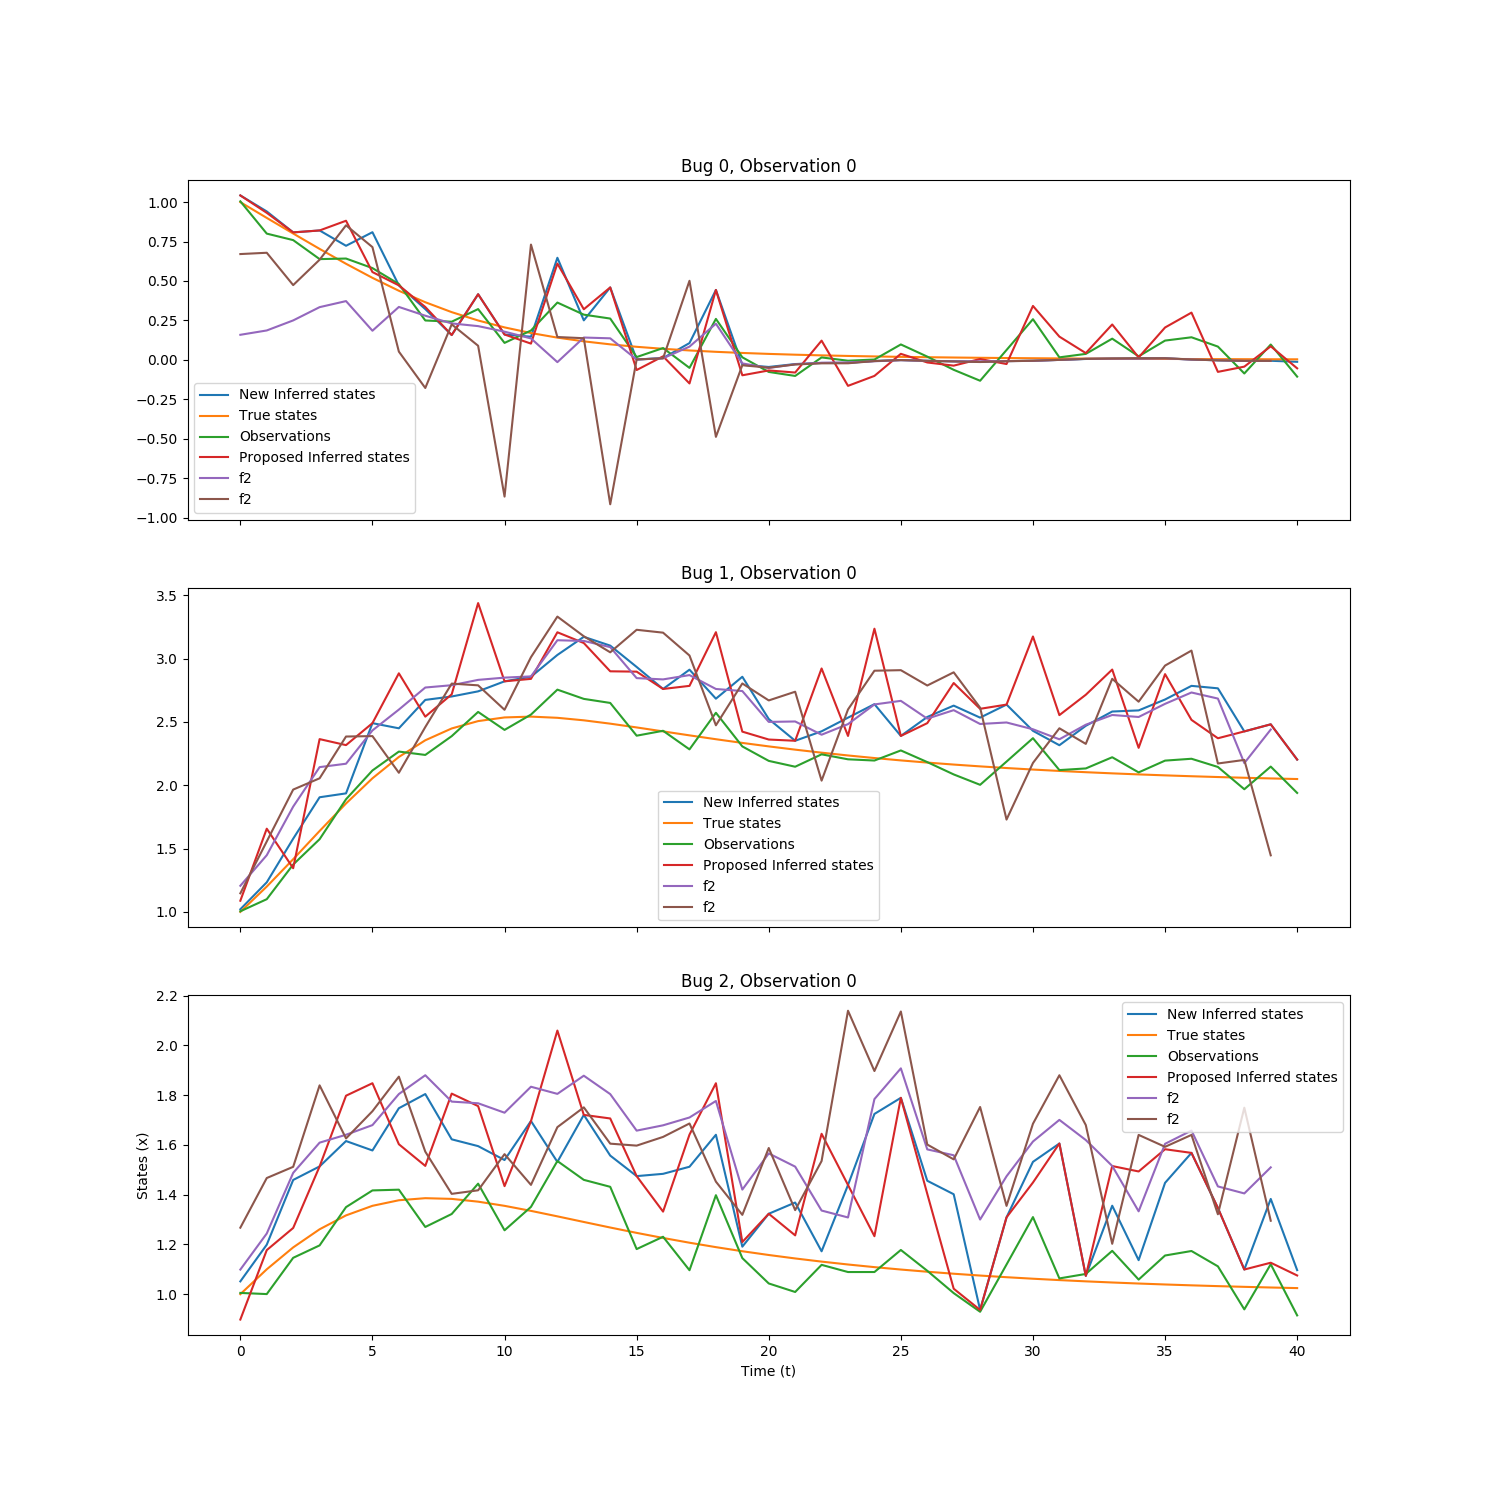 Bug 0, Observation 0
1.00
0.75
0.50
0.25
0.00
−0.25
−0.50
−0.75
−1.00
New Inferred states
True states
Observations
Proposed Inferred states
f2
f2
Bug 1, Observation 0
3.5
3.0
2.5
2.0
1.5
1.0
New Inferred states
True states
Observations
Proposed Inferred states
f2
f2
Bug 2, Observation 0
2.2
2.0
1.8
1.6
1.4
1.2
1.0
States (x)
New Inferred states
True states
Observations
Proposed Inferred states
f2
f2
0 5 10 15 20 25 30 35 40
Time (t)